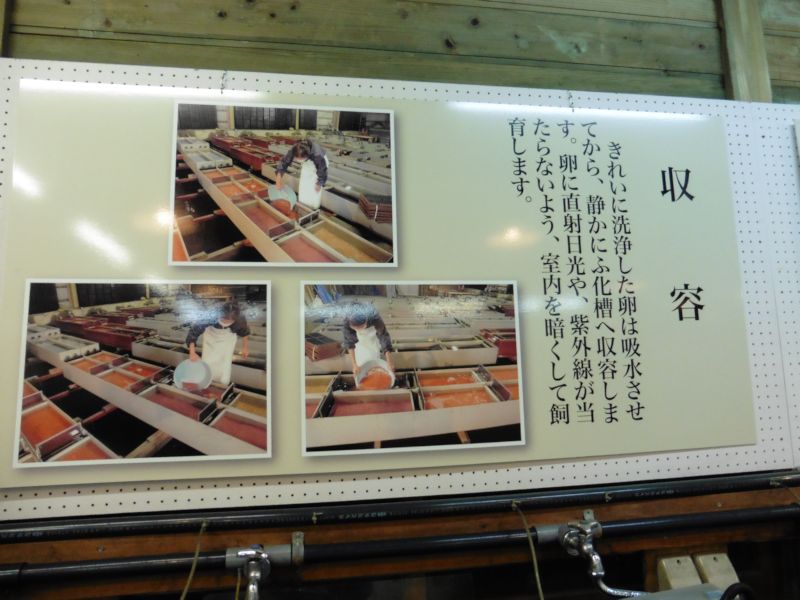 収容
きれいに洗浄した卵は吸水させ
てから、静かにふ化槽へ収容しま
す。卵に直射日光や、紫外線が当
たらないよう、室内を暗くして飼
育します。